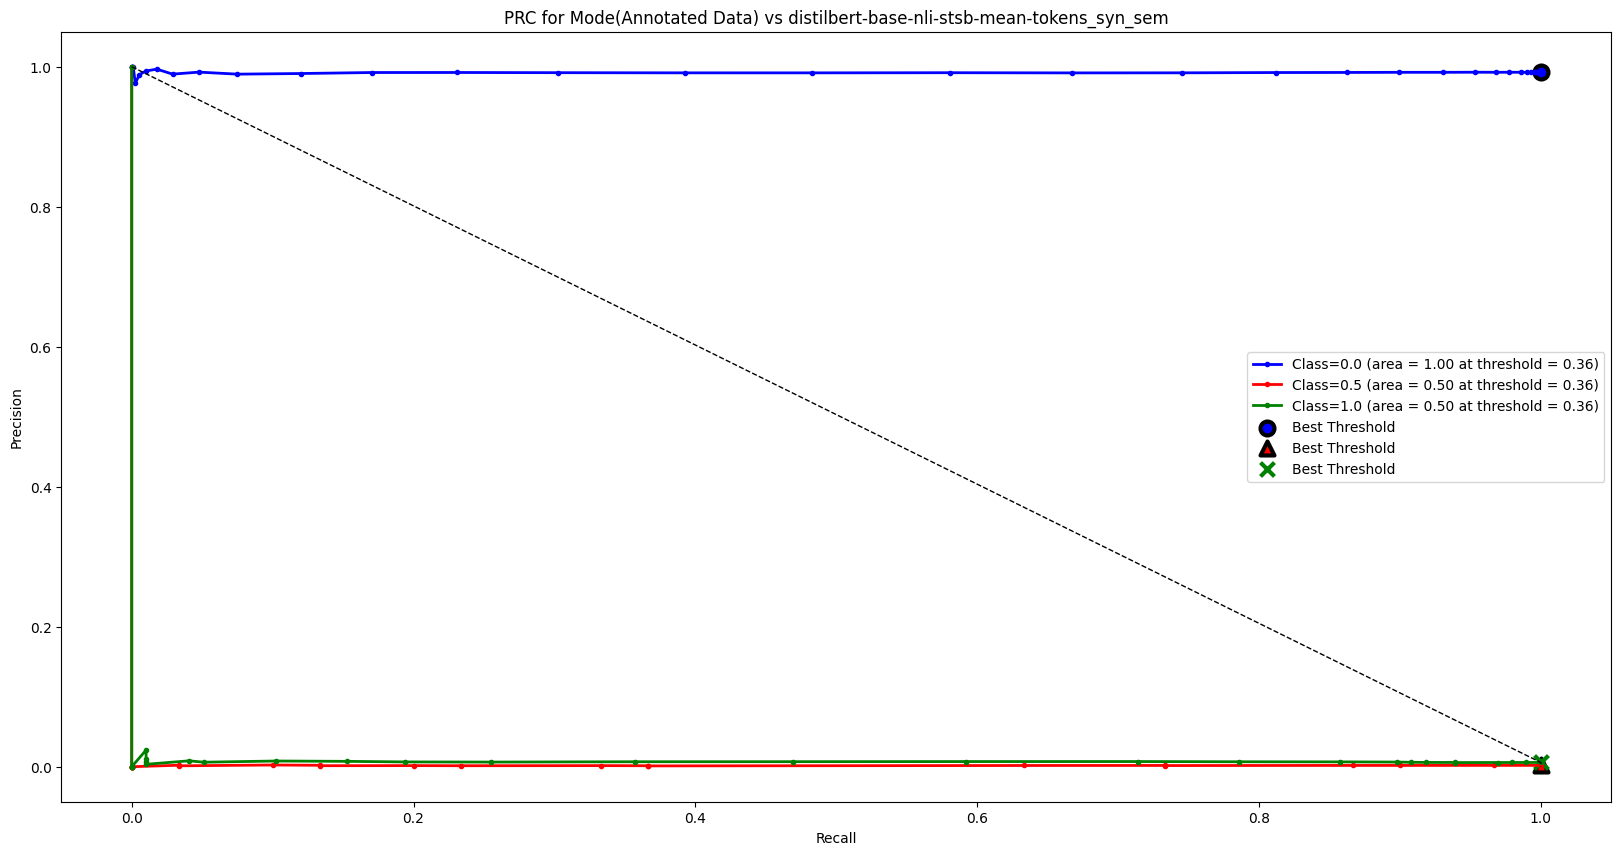 PRC for Mode(Annotated Data) vs distilbert-base-nli-stsb-mean-tokens_syn_sem
1.0
0.8
0.6
0.4
0.2
0.0
Precision
Class=0.0 (area = 1.00 at threshold = 0.36)
Class=0.5 (area = 0.50 at threshold = 0.36)
Class=1.0 (area = 0.50 at threshold = 0.36)
Best Threshold
Best Threshold
Best Threshold
0.0 0.2 0.4 0.6 0.8 1.0
Recall